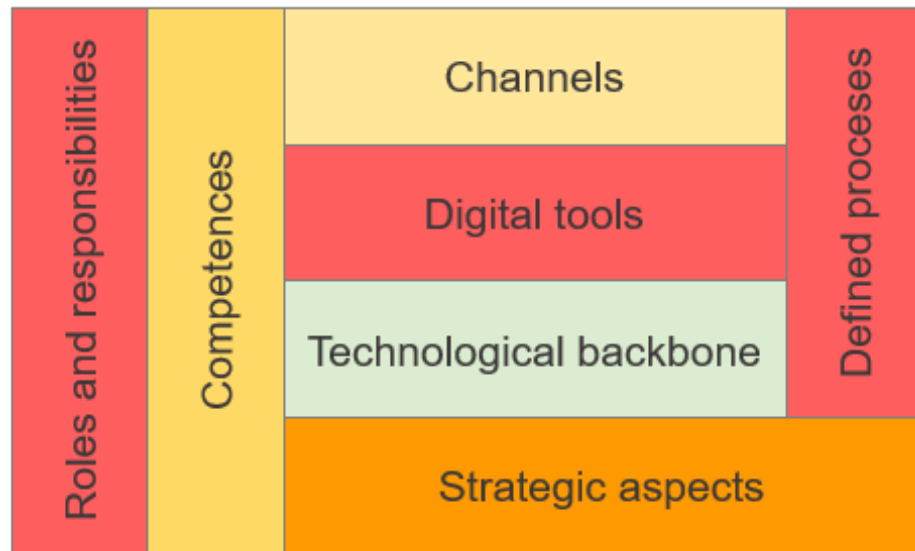 Roles and responsibilities
Competences
Channels
Digital tools
Technological backbone
Strategic aspects
Defined proceses